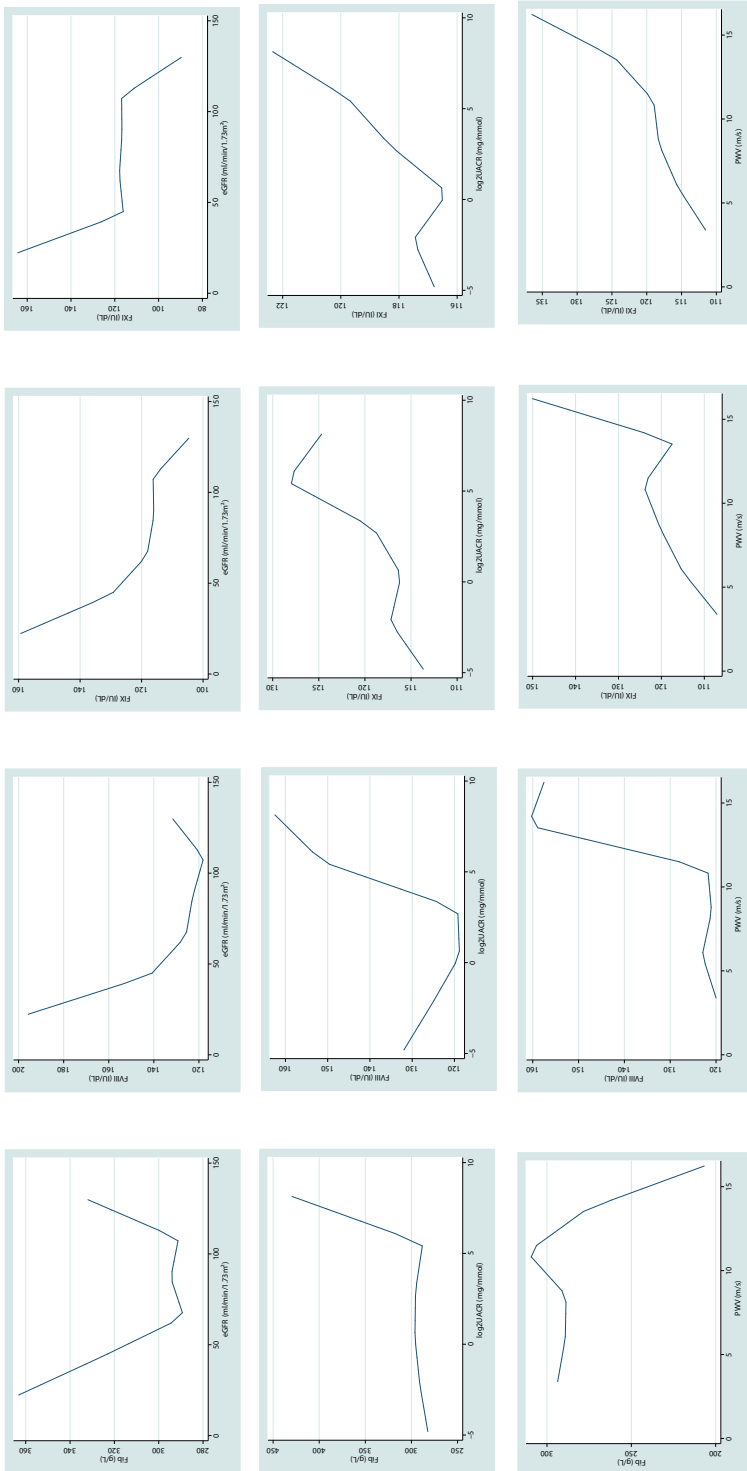 Fib (g/L)
360
340
320
300
280
0 50 100 150
eGFR (ml/min/1.73m²)
FVIII (IU/dL)
200
180
160
140
120
0 50 100 150
eGFR (ml/min/1.73m²)
FIX (IU/dL)
160
140
120
100
0 50 100 150
eGFR (ml/min/1.73m²)
FXI (IU/dL)
160
140
120
100
80
0 50 100 150
eGFR (ml/min/1.73m²)
Fib (g/L)
450
400
350
300
250
−5 0 5 10
log2UACR (mg/mmol)
FVIII (IU/dL)
160
150
140
130
120
−5 0 5 10
log2UACR (mg/mmol)
FIX (IU/dL)
130
125
120
115
110
−5 0 5 10
log2UACR (mg/mmol)
FXI (IU/dL)
122
120
118
116
−5 0 5 10
log2UACR (mg/mmol)
Fib (g/L)
300
250
200
0 5 10 15
PWV (m/s)
FVIII (IU/dL)
160
150
140
130
120
0 5 10 15
PWV (m/s)
FIX (IU/dL)
150
140
130
120
110
0 5 10 15
PWV (m/s)
FXI (IU/dL)
135
130
125
120
115
110
0 5 10 15
PWV (m/s)